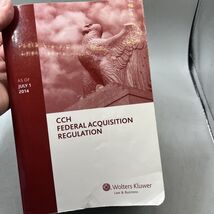 AS OF
JULY 1
2014
CCH
FEDERAL ACQUISITION
REGULATION
Wolters Kluwer
Law & Business